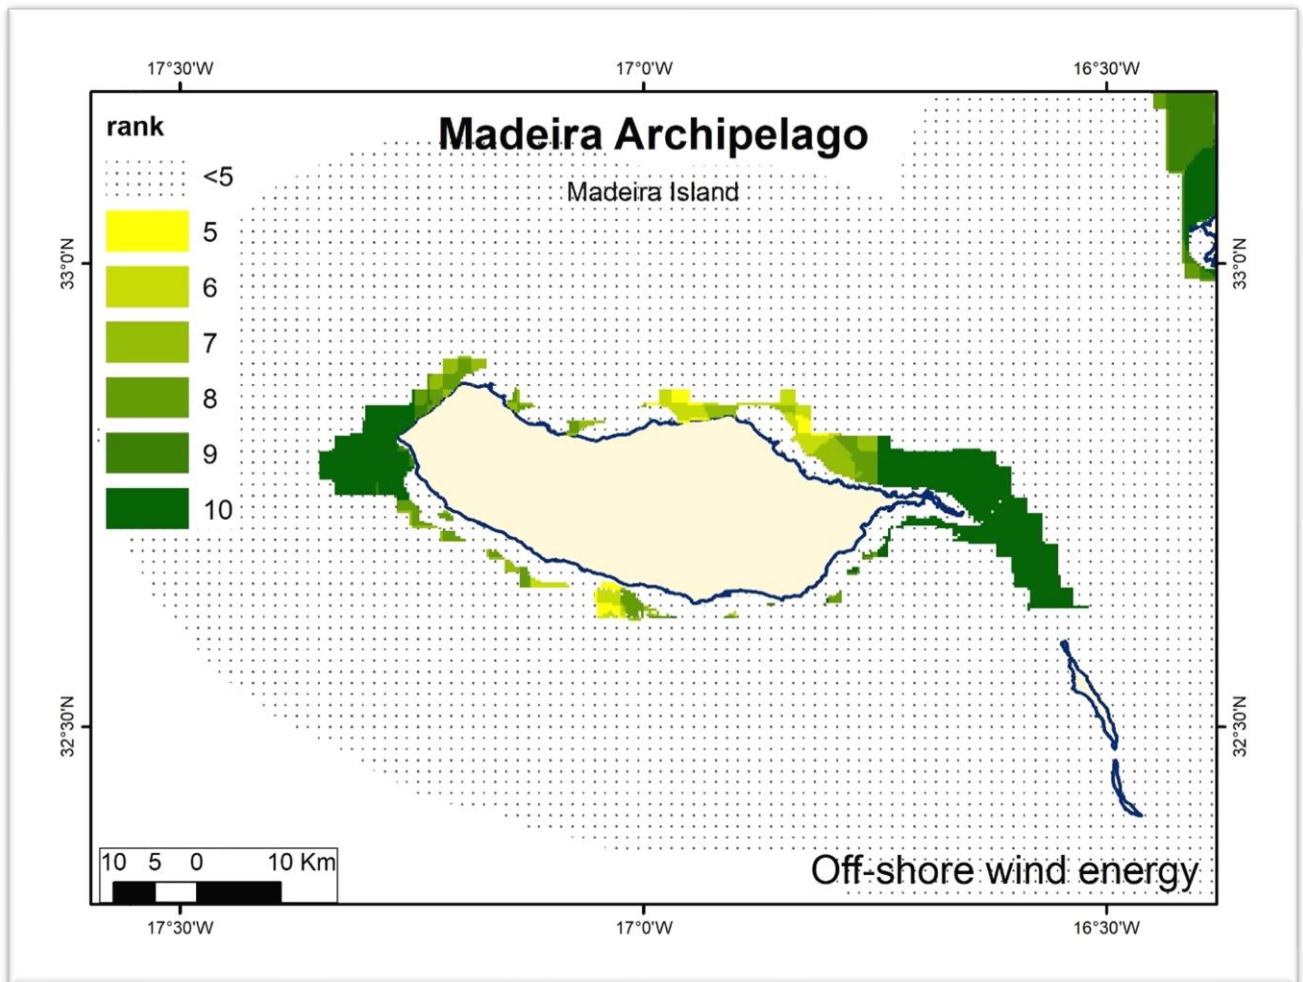 17°30'W 17°0'W 16°30'W
rank
Madeira Archipelago
Madeira Island
<5
5
6
7
8
9
10
33°0'N 33°0'N
32°30'N 32°30'N
10 5 0 10 Km
Off-shore wind energy
17°30'W 17°0'W 16°30'W